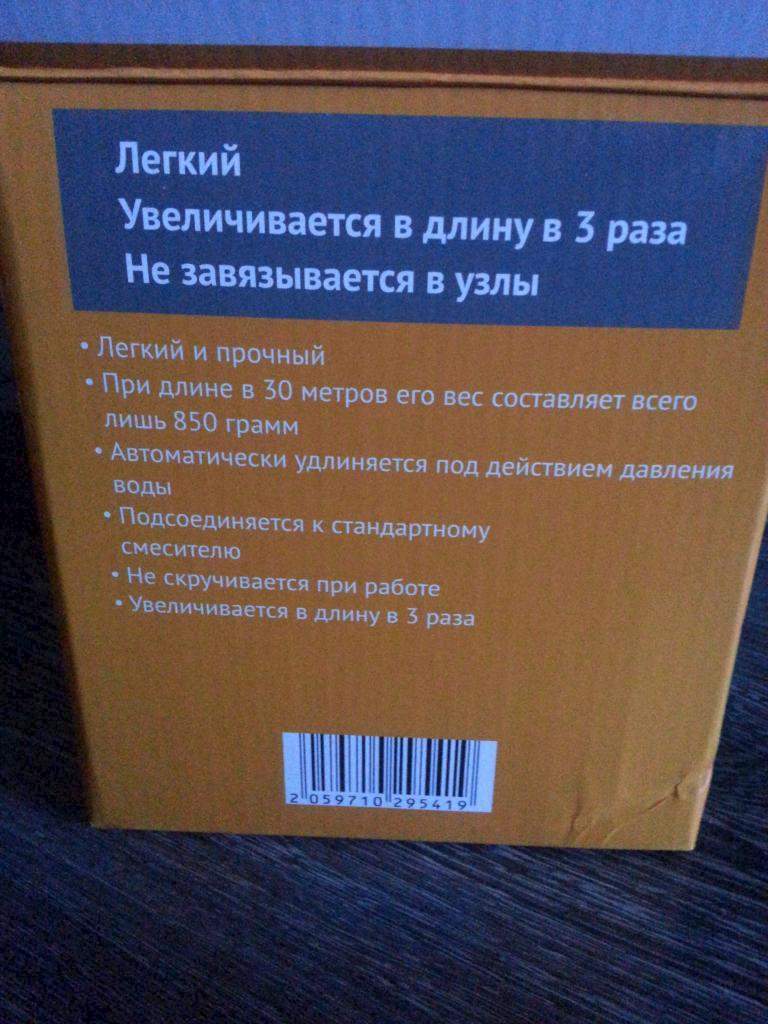 Легкий
Увеличивается в длину в 3 раза
Не завязывается в узлы
• Легкий и прочный
• При длине в 30 метров его вес составляет всего
лишь 850 грамм
• Автоматически удлиняется под действием давления
воды
• Подсоединяется к стандартному
смесителю
• Не скручивается при работе
• Увеличивается в длину в 3 раза
2 059710 295419